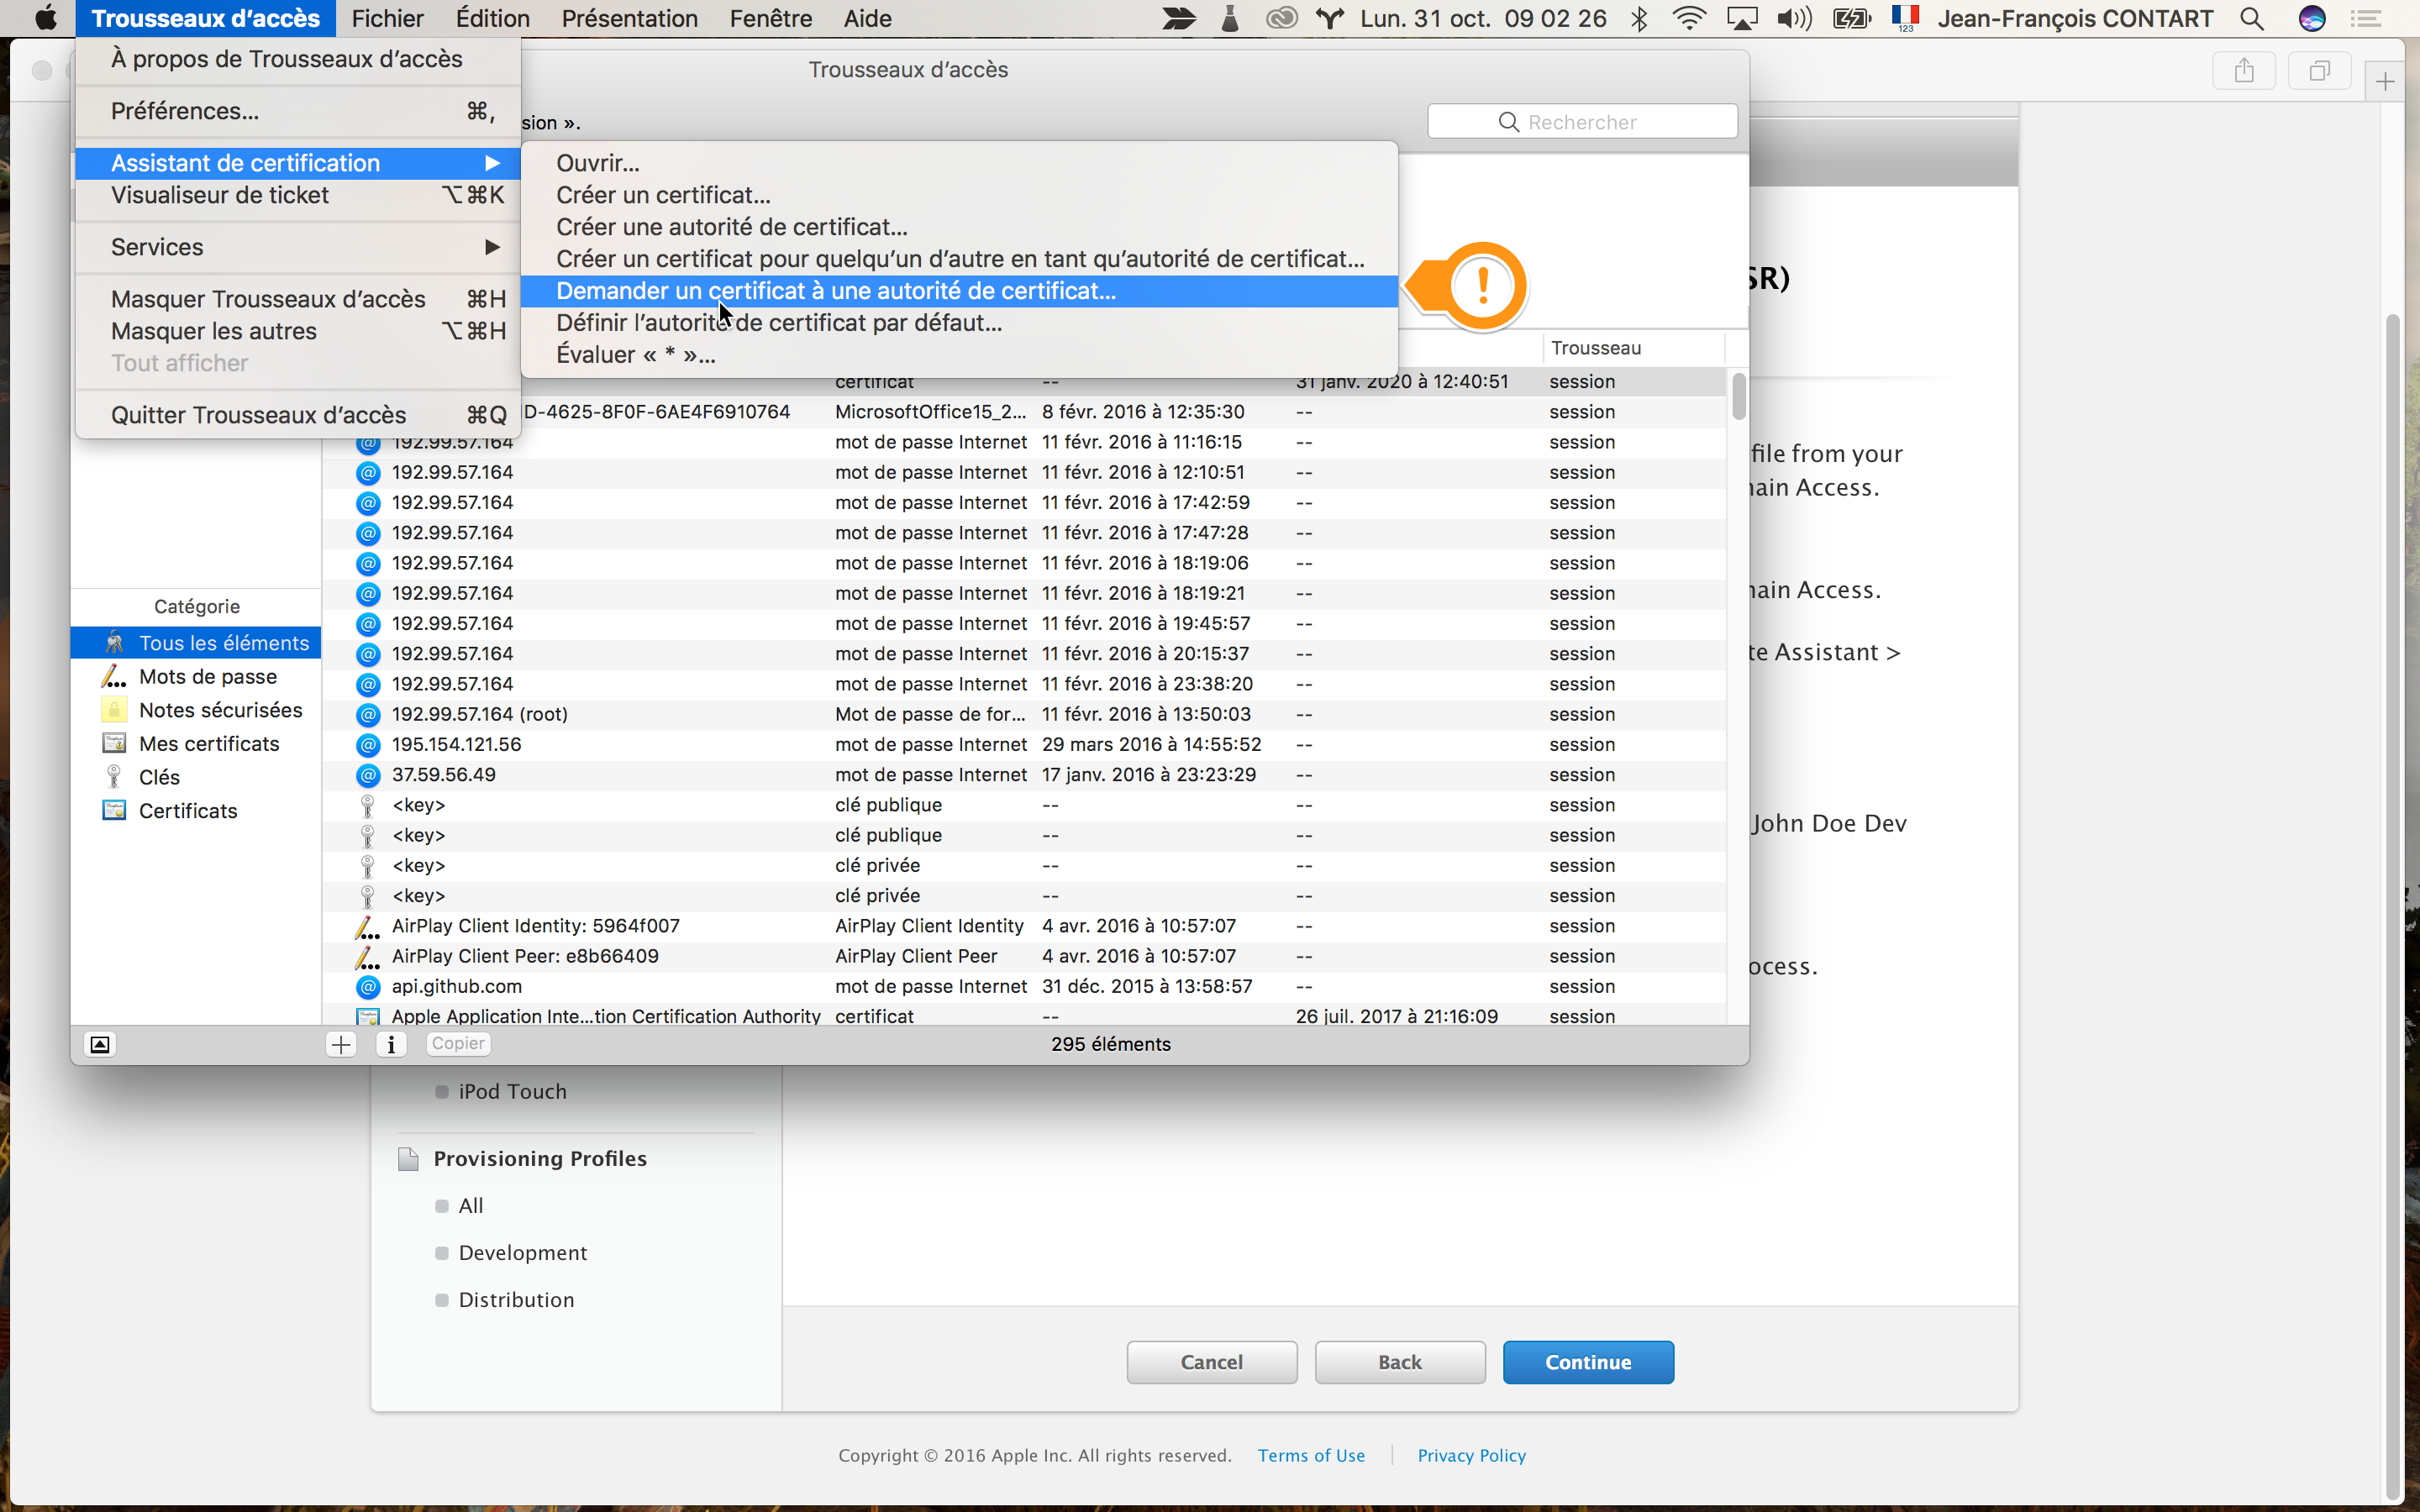 Trousseaux d'accès Fichier Édition Présentation Fenêtre Aide Lun. 31 oct. 09 02 26 123 Jean-François CONTART
À propos de Trousseaux d'accès
Préférences... ⌘,
Assistant de certification ▶
Visualiseur de ticket ⌥⌘K
Services ▶
Masquer Trousseaux d'accès ⌘H
Masquer les autres ⌥⌘H
Tout afficher
Quitter Trousseaux d'accès ⌘Q
Trousseaux d'accès
sion ».
Rechercher
Ouvrir...
Créer un certificat...
Créer une autorité de certificat...
Créer un certificat pour quelqu'un d'autre en tant qu'autorité de certificat...
Demander un certificat à une autorité de certificat...
Définir l'autorité de certificat par défaut...
Évaluer « * »...
!
Trousseau
certificat -- 31 janv. 2020 à 12:40:51 session
D-4625-8F0F-6AE4F6910764 MicrosoftOffice15_2... 8 févr. 2016 à 12:35:30 -- session
192.99.57.164 mot de passe Internet 11 févr. 2016 à 11:16:15 -- session
192.99.57.164 mot de passe Internet 11 févr. 2016 à 12:10:51 -- session
192.99.57.164 mot de passe Internet 11 févr. 2016 à 17:42:59 -- session
192.99.57.164 mot de passe Internet 11 févr. 2016 à 17:47:28 -- session
192.99.57.164 mot de passe Internet 11 févr. 2016 à 18:19:06 -- session
192.99.57.164 mot de passe Internet 11 févr. 2016 à 18:19:21 -- session
192.99.57.164 mot de passe Internet 11 févr. 2016 à 19:45:57 -- session
192.99.57.164 mot de passe Internet 11 févr. 2016 à 20:15:37 -- session
192.99.57.164 mot de passe Internet 11 févr. 2016 à 23:38:20 -- session
192.99.57.164 (root) Mot de passe de for... 11 févr. 2016 à 13:50:03 -- session
195.154.121.56 mot de passe Internet 29 mars 2016 à 14:55:52 -- session
37.59.56.49 mot de passe Internet 17 janv. 2016 à 23:23:29 -- session
<key> clé publique -- -- session
<key> clé publique -- -- session
<key> clé privée -- -- session
<key> clé privée -- -- session
AirPlay Client Identity: 5964f007 AirPlay Client Identity 4 avr. 2016 à 10:57:07 -- session
AirPlay Client Peer: e8b66409 AirPlay Client Peer 4 avr. 2016 à 10:57:07 -- session
api.github.com mot de passe Internet 31 déc. 2015 à 13:58:57 -- session
Apple Application Inte...tion Certification Authority certificat -- 26 juil. 2017 à 21:16:09 session
Catégorie
Tous les éléments
Mots de passe
Notes sécurisées
Mes certificats
Clés
Certificats
+ i Copier 295 éléments
SR)
file from your
hain Access.
hain Access.
te Assistant >
John Doe Dev
ocess.
iPod Touch
Provisioning Profiles
All
Development
Distribution
Cancel Back Continue
Copyright © 2016 Apple Inc. All rights reserved. Terms of Use | Privacy Policy